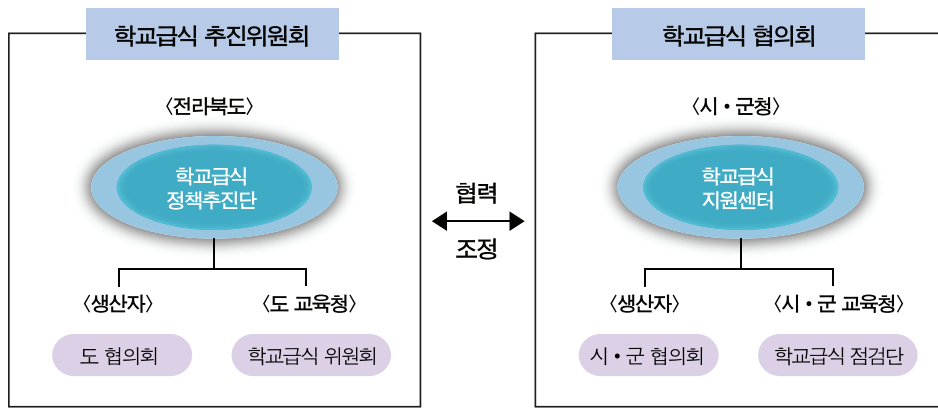 학교급식 추진위원회
〈전라북도〉
학교급식
정책추진단
〈생산자〉
〈도 교육청〉
도 협의회
학교급식 위원회
협력
조정
학교급식 협의회
〈시 • 군청〉
학교급식
지원센터
〈생산자〉
〈시 • 군 교육청〉
시 • 군 협의회
학교급식 점검단